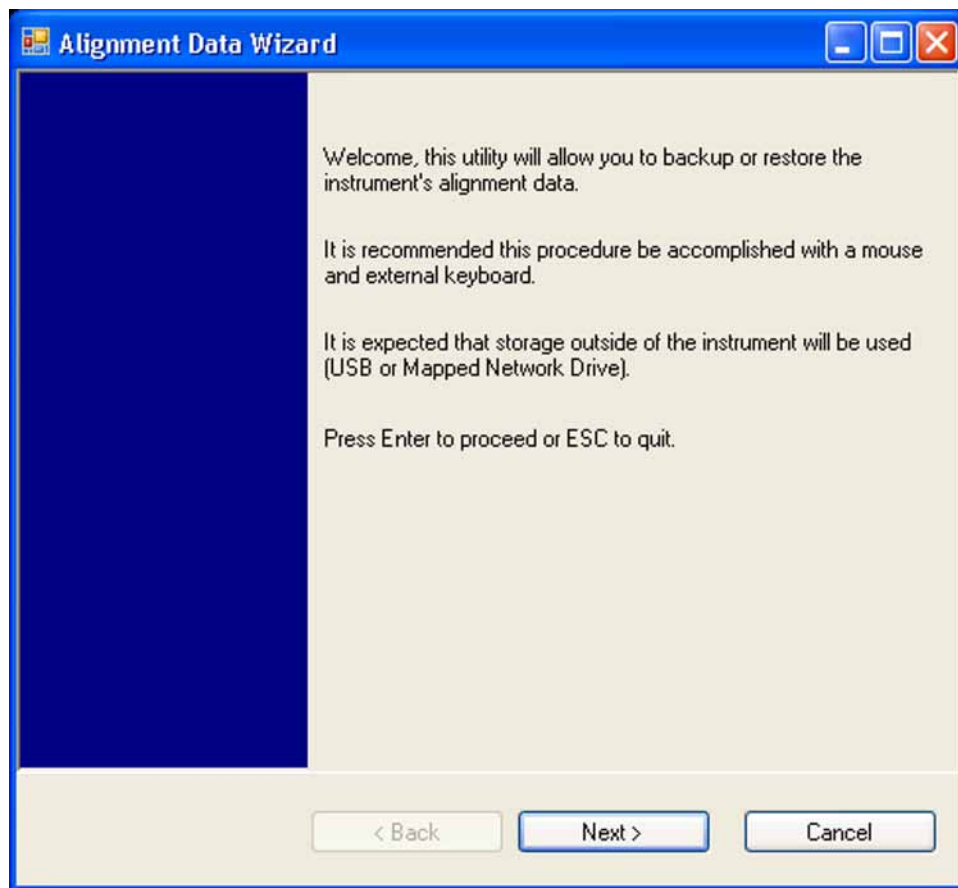 Alignment Data Wizard
Welcome, this utility will allow you to backup or restore the
instrument's alignment data.
It is recommended this procedure be accomplished with a mouse
and external keyboard.
It is expected that storage outside of the instrument will be used
(USB or Mapped Network Drive).
Press Enter to proceed or ESC to quit.
< Back
Next >
Cancel